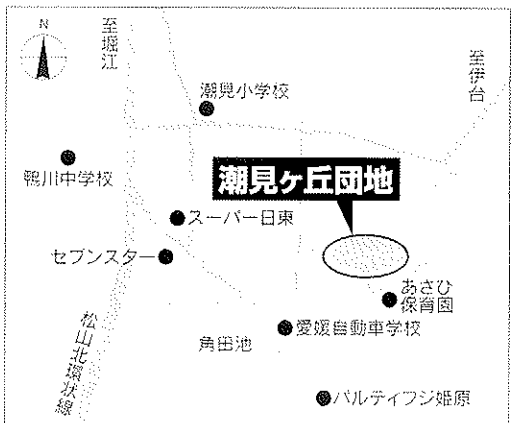 N
至堀江
至伊台
潮見小学校
鴨川中学校
潮見ヶ丘団地
スーパー日東
セブンスター
あさひ
保育園
愛媛自動車学校
角田池
松山北環状線
パルティフジ姫原